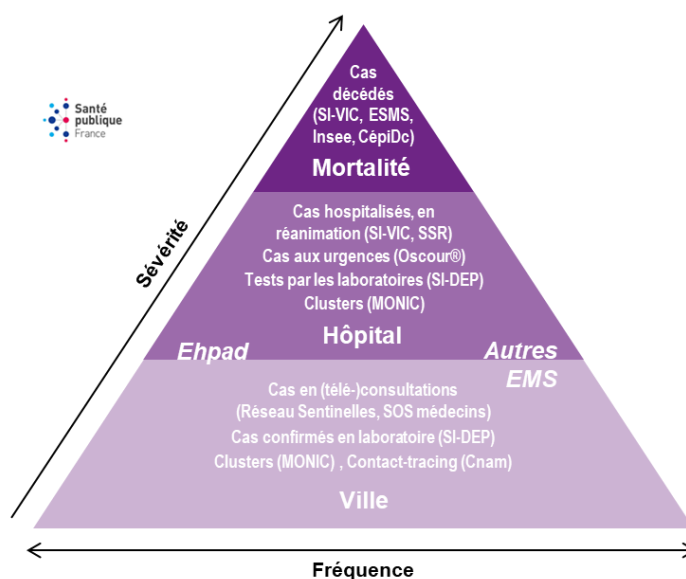 Santé
publique
France
Sévérité
Cas
décédés
(SI-VIC, ESMS,
Insee, CépiDc)
Mortalité
Cas hospitalisés, en
réanimation (SI-VIC, SSR)
Cas aux urgences (Oscour®)
Tests par les laboratoires (SI-DEP)
Clusters (MONIC)
Hôpital
Ehpad
Autres
EMS
Cas en (télé-)consultations
(Réseau Sentinelles, SOS médecins)
Cas confirmés en laboratoire (SI-DEP)
Clusters (MONIC) , Contact-tracing (Cnam)
Ville
Fréquence